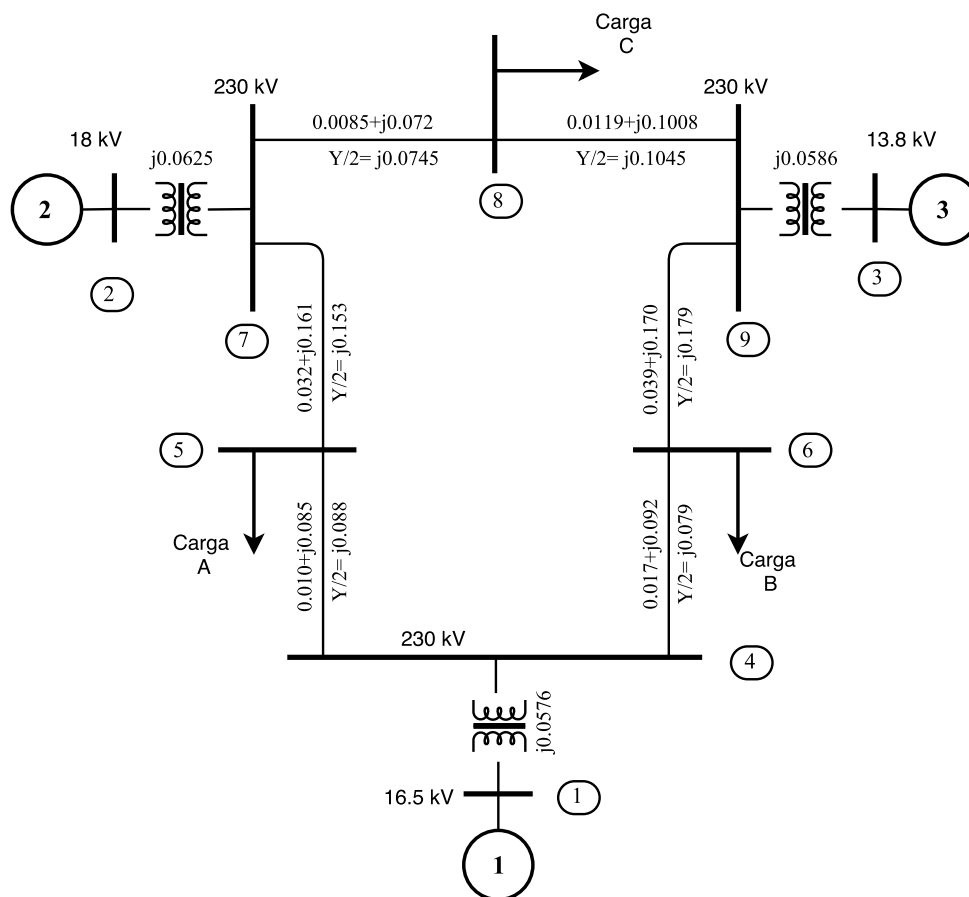 Carga
C
230 kV
230 kV
0.0085+j0.072
0.0119+j0.1008
18 kV
j0.0625
Y/2= j0.0745
Y/2= j0.1045
j0.0586
13.8 kV
2
8
3
2
3
7
9
0.032+j0.161
Y/2= j0.153
0.039+j0.170
Y/2= j0.179
5
6
Carga
A
0.010+j0.085
Y/2= j0.088
0.017+j0.092
Y/2= j0.079
Carga
B
230 kV
4
j0.0576
16.5 kV
1
1